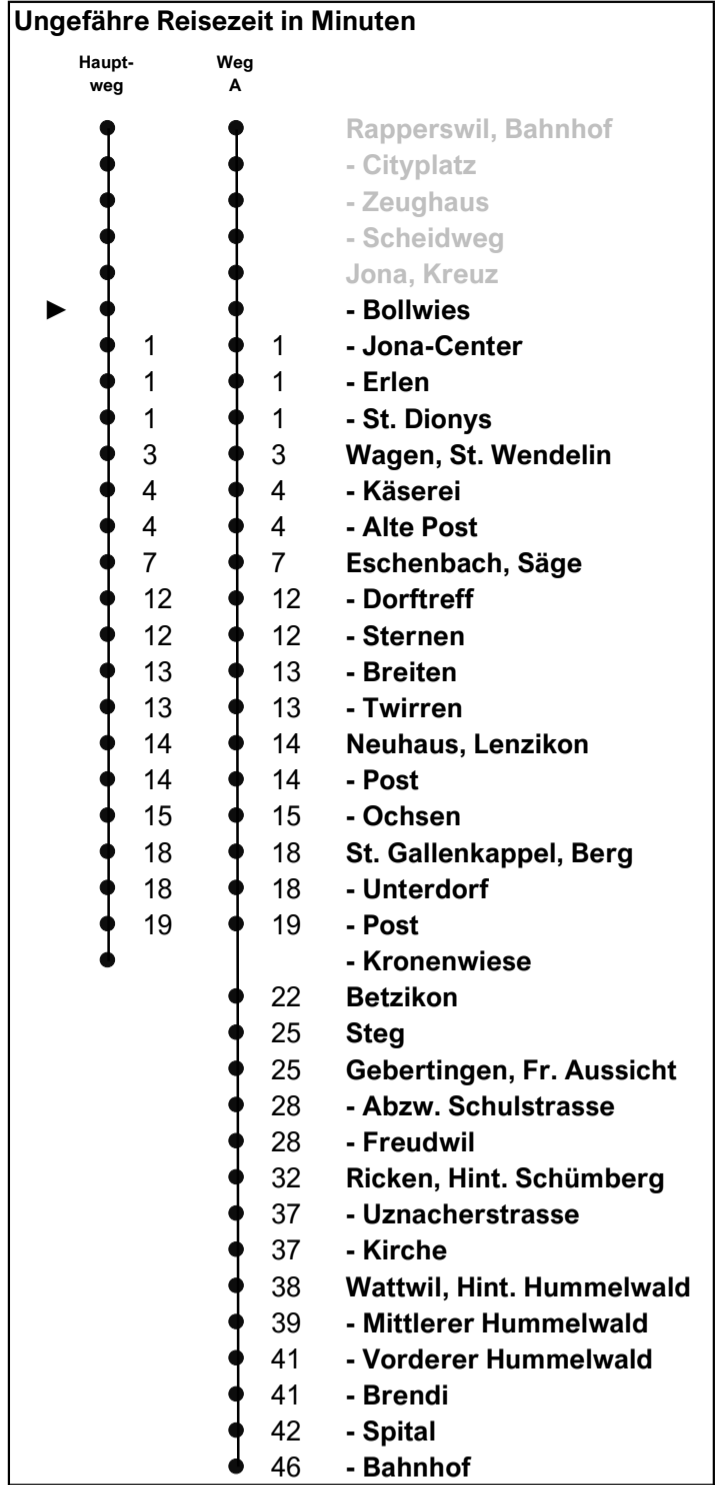 Ungefähre Reisezeit in Minuten
Haupt- Weg
weg A
Rapperswil, Bahnhof
- Cityplatz
- Zeughaus
- Scheidweg
Jona, Kreuz
► - Bollwies
1 1 - Jona-Center
1 1 - Erlen
1 1 - St. Dionys
3 3 Wagen, St. Wendelin
4 4 - Käserei
4 4 - Alte Post
7 7 Eschenbach, Säge
12 12 - Dorftreff
12 12 - Sternen
13 13 - Breiten
13 13 - Twirren
14 14 Neuhaus, Lenzikon
14 14 - Post
15 15 - Ochsen
18 18 St. Gallenkappel, Berg
18 18 - Unterdorf
19 19 - Post
- Kronenwiese
22 Betzikon
25 Steg
25 Gebertingen, Fr. Aussicht
28 - Abzw. Schulstrasse
28 - Freudwil
32 Ricken, Hint. Schümberg
37 - Uznacherstrasse
37 - Kirche
38 Wattwil, Hint. Hummelwald
39 - Mittlerer Hummelwald
41 - Vorderer Hummelwald
41 - Brendi
42 - Spital
46 - Bahnhof